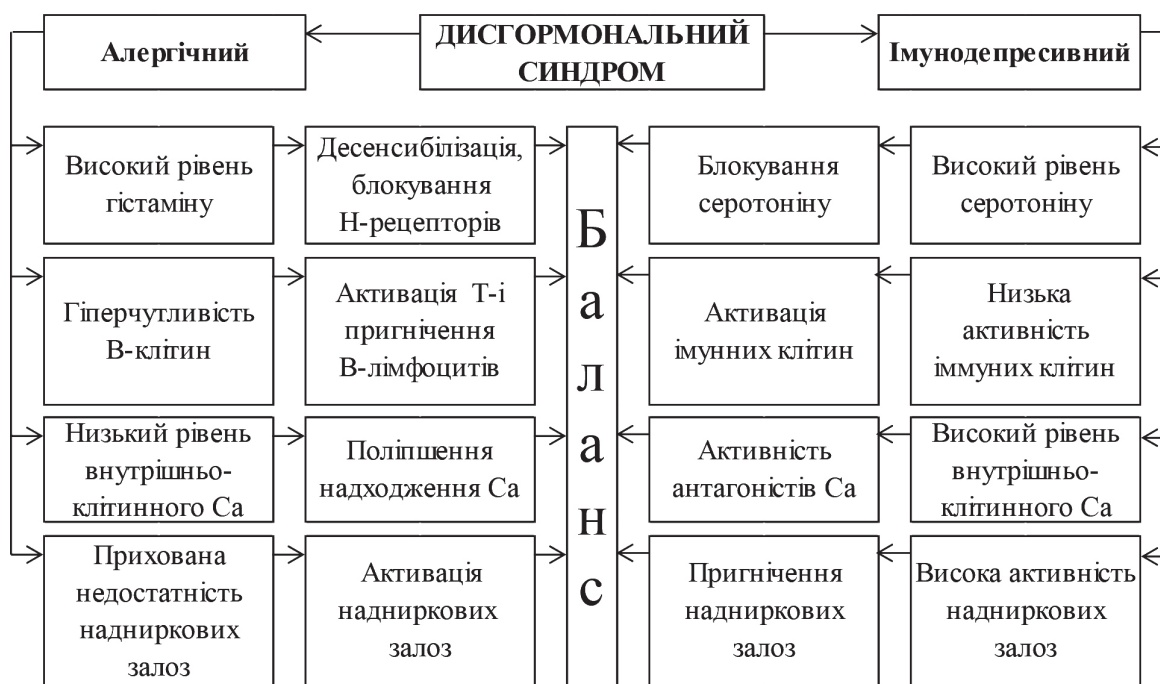 Алергічний
ДИСГОРМОНАЛЬНИЙ
СИНДРОМ
Імунодепресивний
Високий рівень
гістаміну
Десенсибілізація,
блокування
Н-рецепторів
Баланс
Блокування
серотоніну
Високий рівень
серотоніну
Гіперчутливість
В-клітин
Активація Т-і
пригнічення
В-лімфоцитів
Активація
імунних клітин
Низька
активність
іммуних клітин
Низький рівень
внутрішньо-
клітинного Са
Поліпшення
надходження Са
Активність
антагоністів Са
Високий рівень
внутрішньо-
клітинного Са
Прихована
недостатність
надниркових
залоз
Активація
надниркових
залоз
Пригнічення
надниркових
залоз
Висока активність
надниркових
залоз